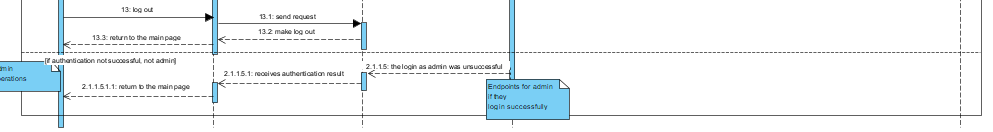 13: log out
13.1: send request
13.2: make log out
13.3: return to the main page
[if authentication not successful, not admin]
2.1.1.5: the login as admin was unsuccessful
2.1.1.5.1: receives authentication result
2.1.1.5.1.1: return to the main page
Endpoints for admin
if they
login successfully